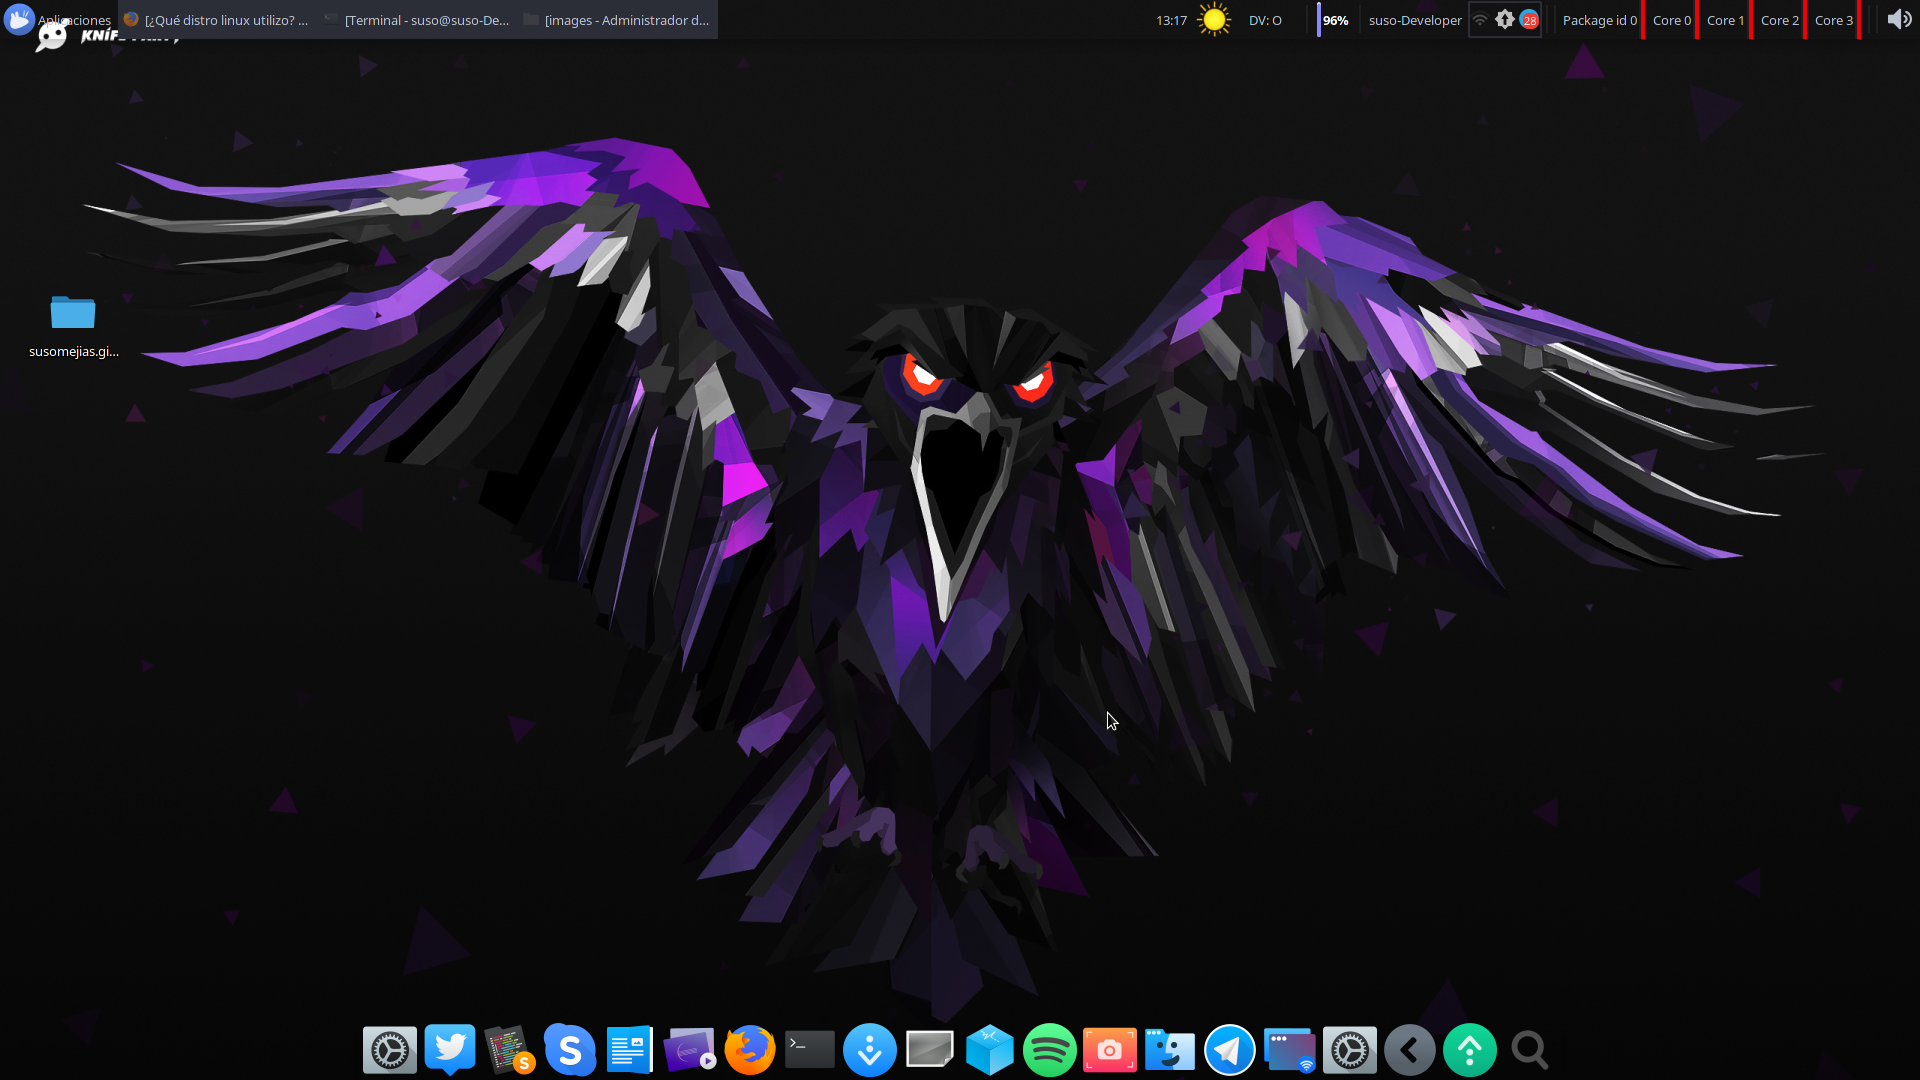 Aplicaciones
[¿Qué distro linux utilizo? ...
[Terminal - suso@suso-De...
[images - Administrador d...
13:17
DV: O
96%
suso-Developer
28
Package id 0
Core 0
Core 1
Core 2
Core 3
susomejias.gi...